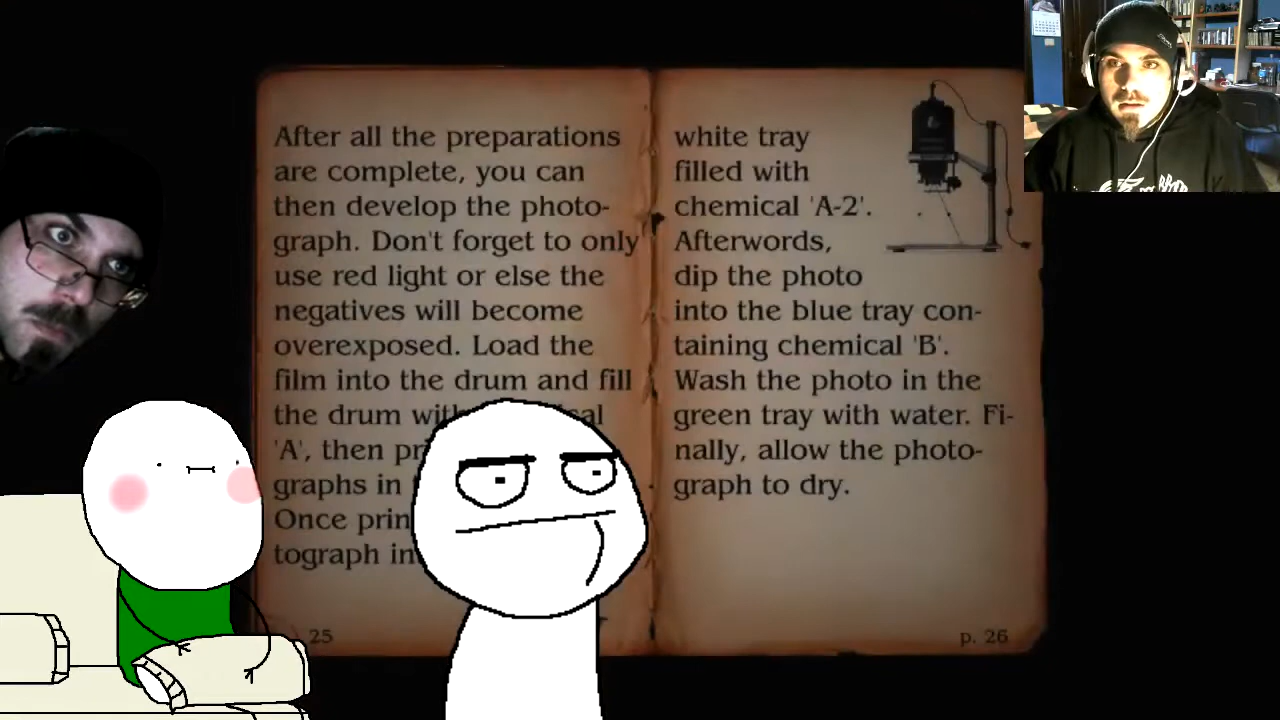 After all the preparations
are complete, you can
then develop the photo-
graph. Don't forget to only
use red light or else the
negatives will become
overexposed. Load the
film into the drum and fill
the drum with
'A', then
graphs in
Once
tograph in
25
white tray
filled with
chemical 'A-2'.
Afterwords,
dip the photo
into the blue tray con-
taining chemical 'B'.
Wash the photo in the
green tray with water. Fi-
nally, allow the photo-
graph to dry.
p. 26